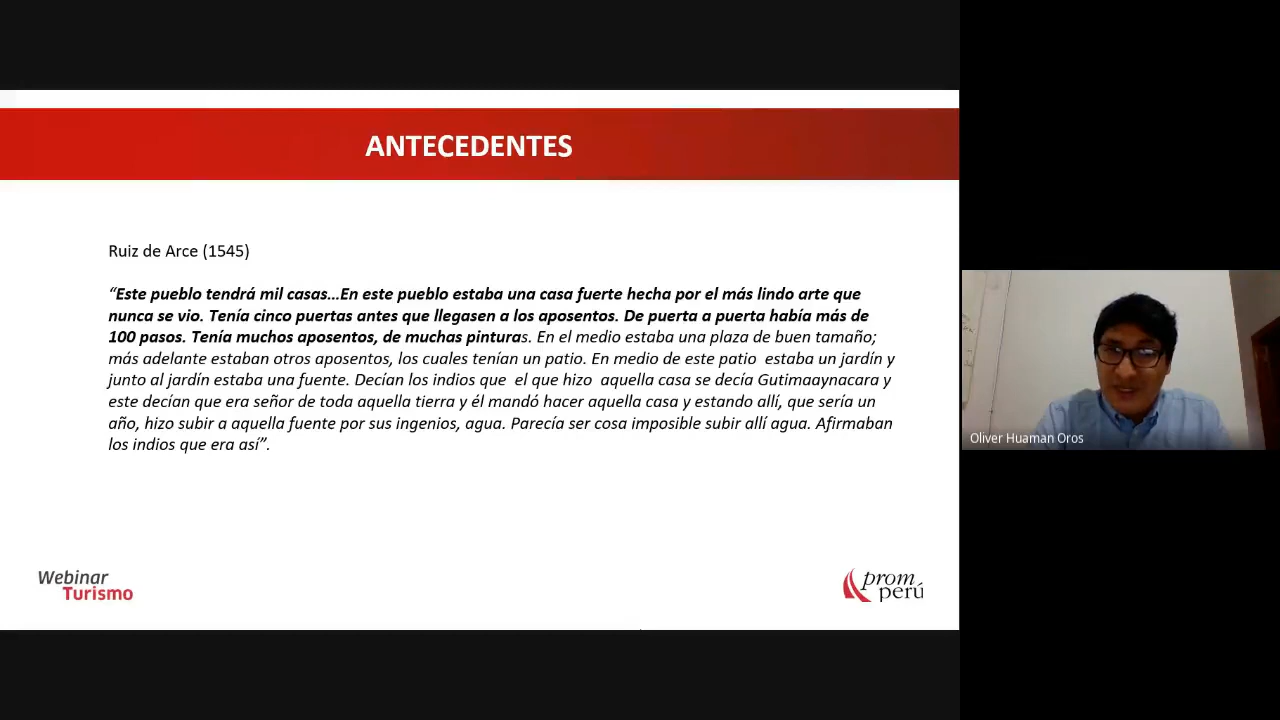 ANTECEDENTES
Ruiz de Arce (1545)
“Este pueblo tendrá mil casas…En este pueblo estaba una casa fuerte hecha por el más lindo arte que
nunca se vio. Tenía cinco puertas antes que llegasen a los aposentos. De puerta a puerta había más de
100 pasos. Tenía muchos aposentos, de muchas pinturas. En el medio estaba una plaza de buen tamaño;
más adelante estaban otros aposentos, los cuales tenían un patio. En medio de este patio estaba un jardín y
junto al jardín estaba una fuente. Decían los indios que el que hizo aquella casa se decía Gutimaaynacara y
este decían que era señor de toda aquella tierra y él mandó hacer aquella casa y estando allí, que sería un
año, hizo subir a aquella fuente por sus ingenios, agua. Parecía ser cosa imposible subir allí agua. Afirmaban
los indios que era así”.
Webinar
Turismo
prom
perú
Oliver Huaman Oros